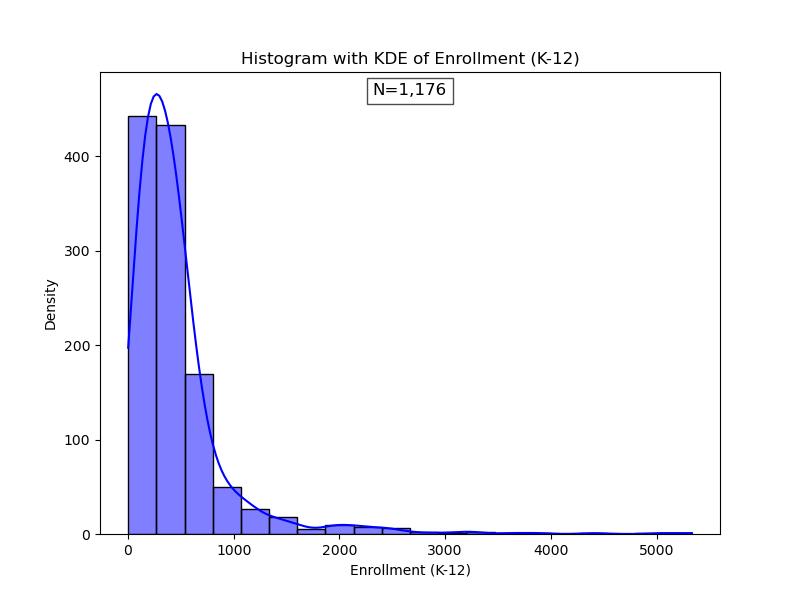 Histogram with KDE of Enrollment (K-12)
N=1,176
400
300
200
100
0
Density
0 1000 2000 3000 4000 5000
Enrollment (K-12)